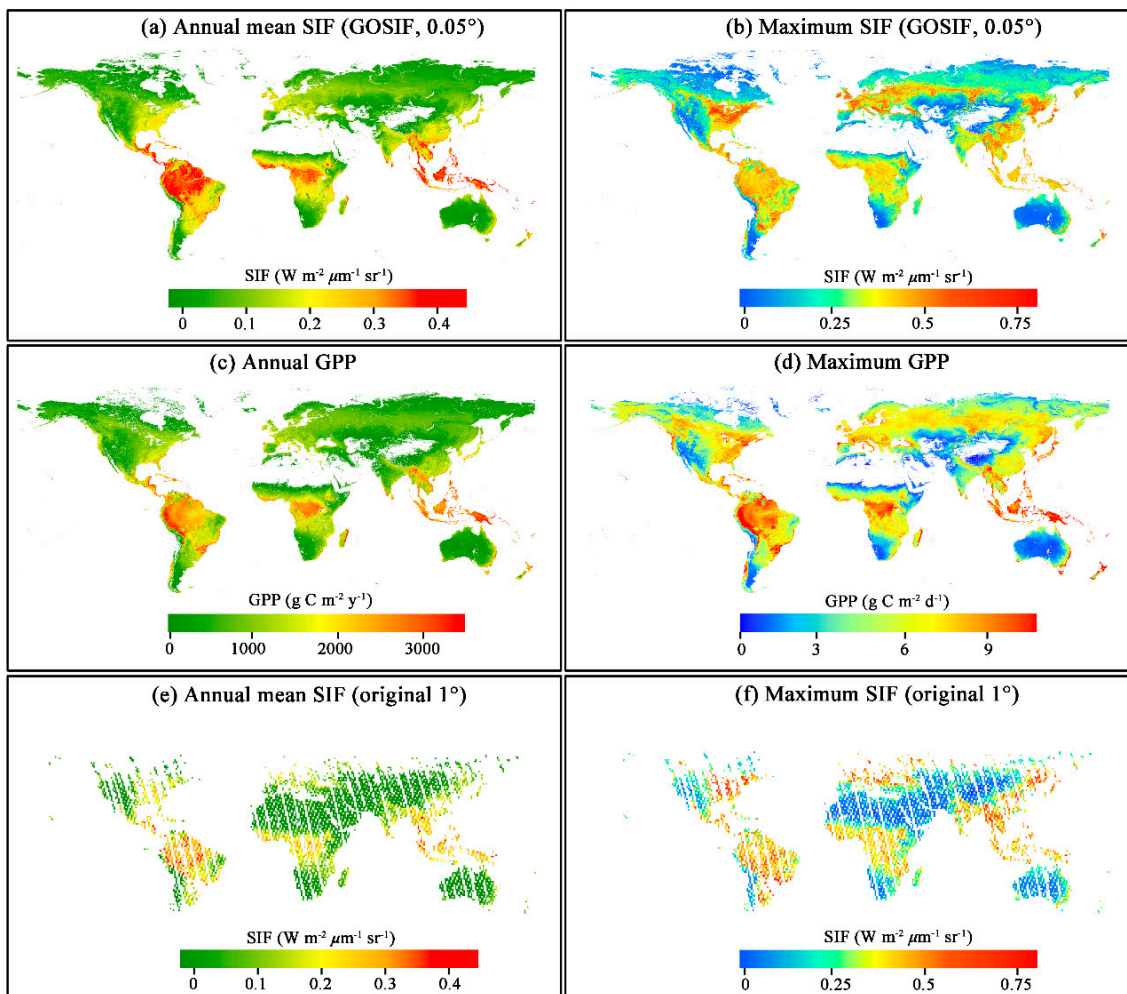 (a) Annual mean SIF (GOSIF, 0.05°)
SIF (W m⁻² μm⁻¹ sr⁻¹)
0 0.1 0.2 0.3 0.4
(b) Maximum SIF (GOSIF, 0.05°)
SIF (W m⁻² μm⁻¹ sr⁻¹)
0 0.25 0.5 0.75
(c) Annual GPP
GPP (g C m⁻² y⁻¹)
0 1000 2000 3000
(d) Maximum GPP
GPP (g C m⁻² d⁻¹)
0 3 6 9
(e) Annual mean SIF (original 1°)
SIF (W m⁻² μm⁻¹ sr⁻¹)
0 0.1 0.2 0.3 0.4
(f) Maximum SIF (original 1°)
SIF (W m⁻² μm⁻¹ sr⁻¹)
0 0.25 0.5 0.75